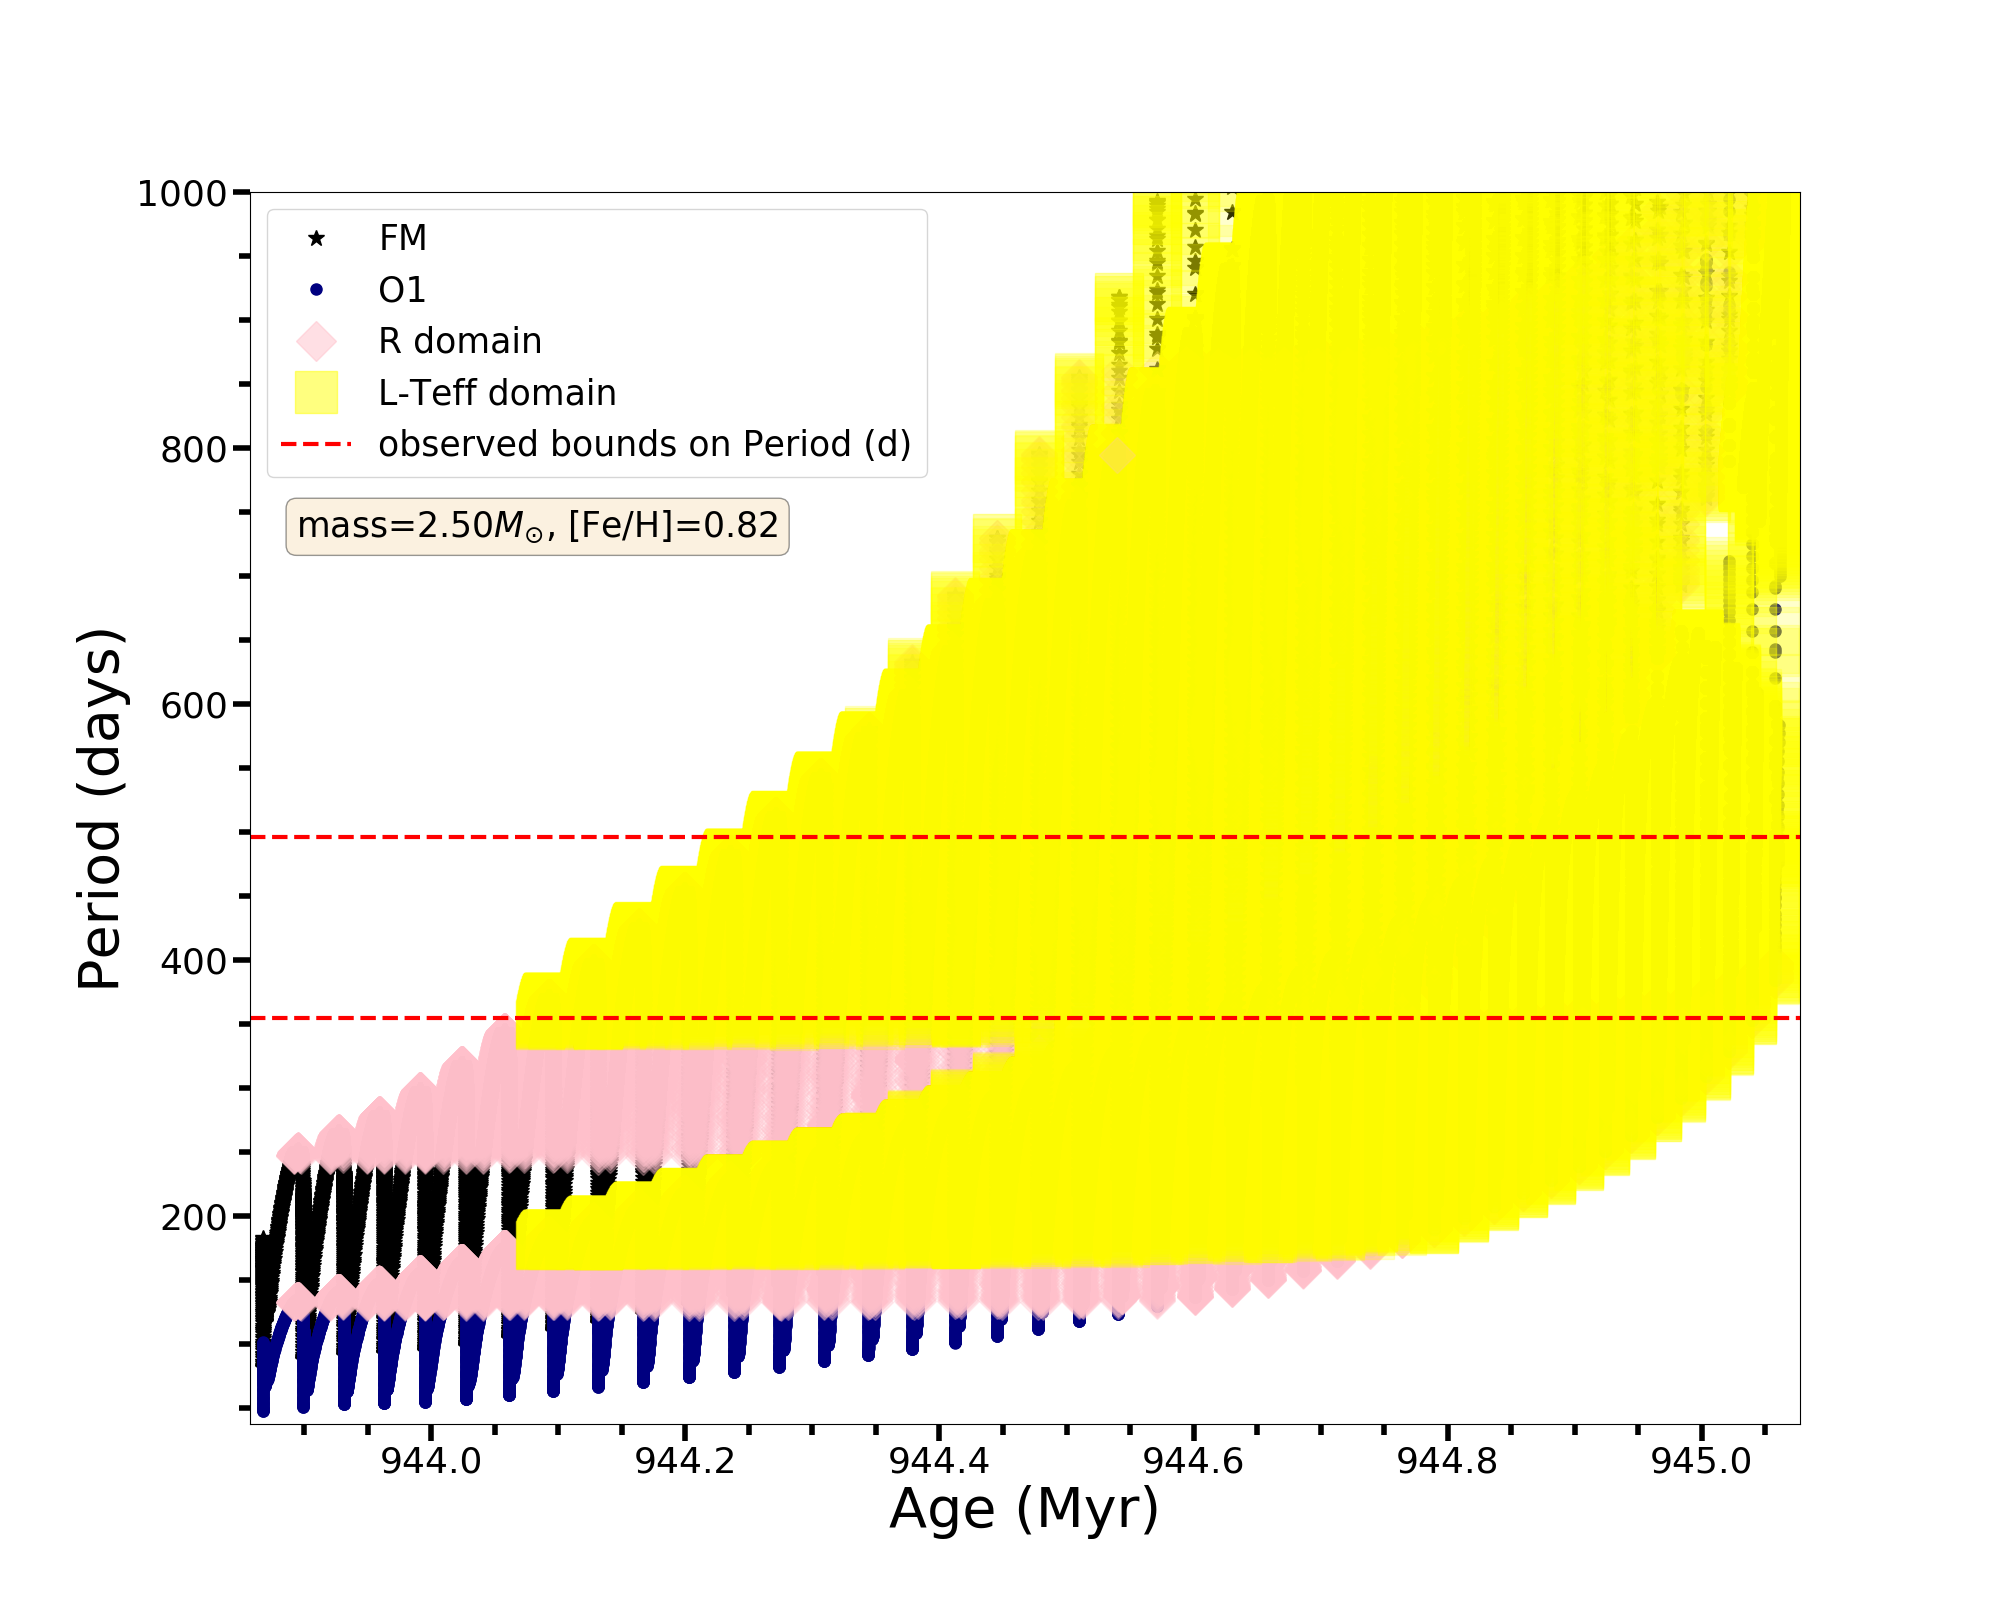 1000
800
600
400
200
Period (days)
FM
O1
R domain
L-Teff domain
observed bounds on Period (d)
mass=2.50M⊙, [Fe/H]=0.82
944.0 944.2 944.4 944.6 944.8 945.0
Age (Myr)